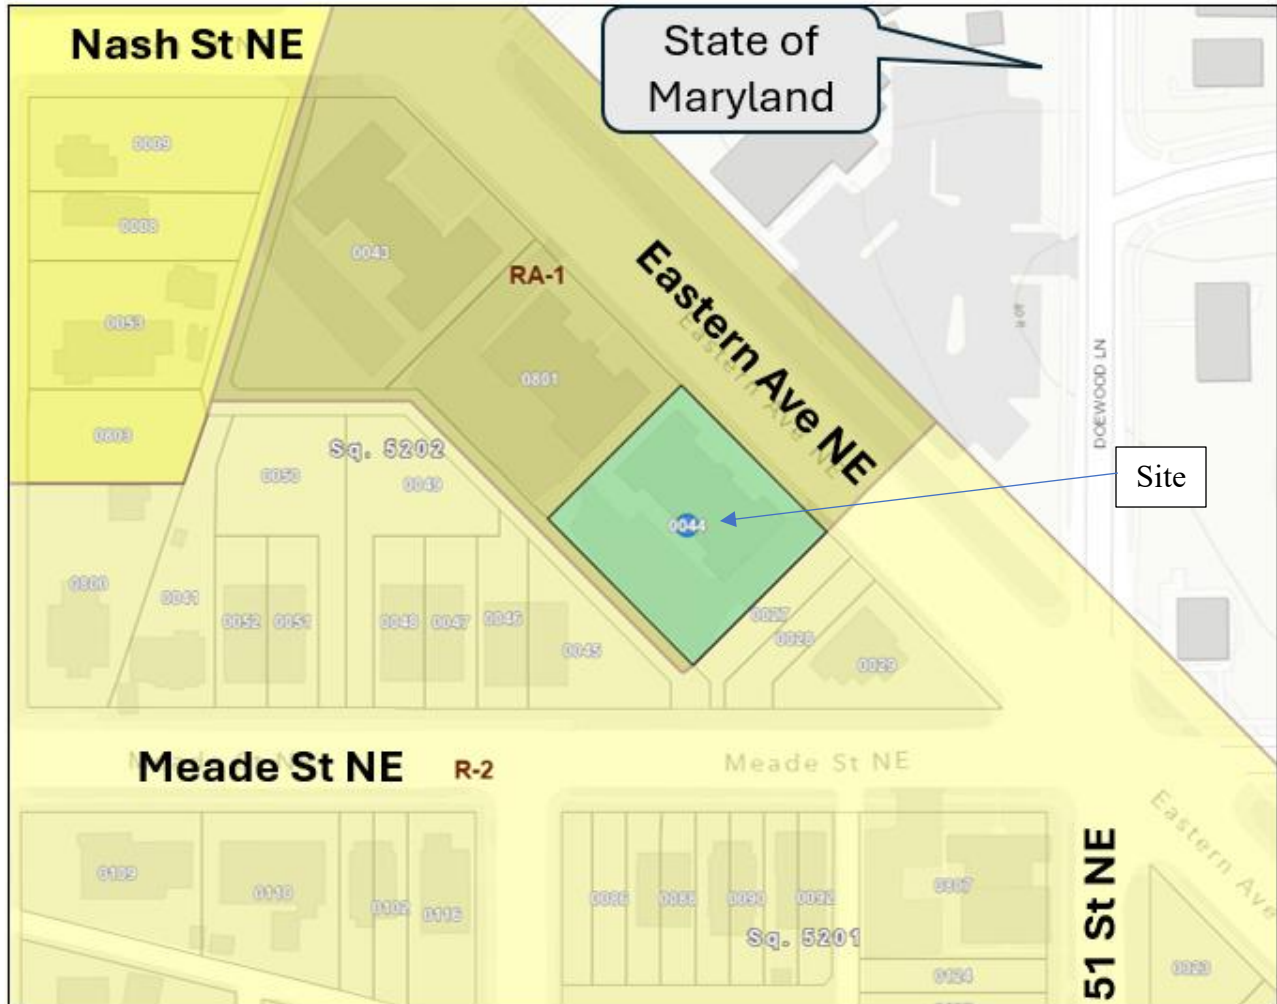 Nash St NE
State of
Maryland
0009
0008
0043
RA-1
Eastern Ave NE
Eastern Ave NE
0053
0801
DOEWOOD LN
0803
Sq. 5202
0050
0049
Site
0044
0800
0041
0052
0051
0048
0047
0046
0045
0027
0028
0029
Meade St NE
R-2
Meade St NE
Eastern Ave
51 St NE
0109
0110
0102
0116
0086
0088
0090
0092
0807
Sq. 5201
0124
0023